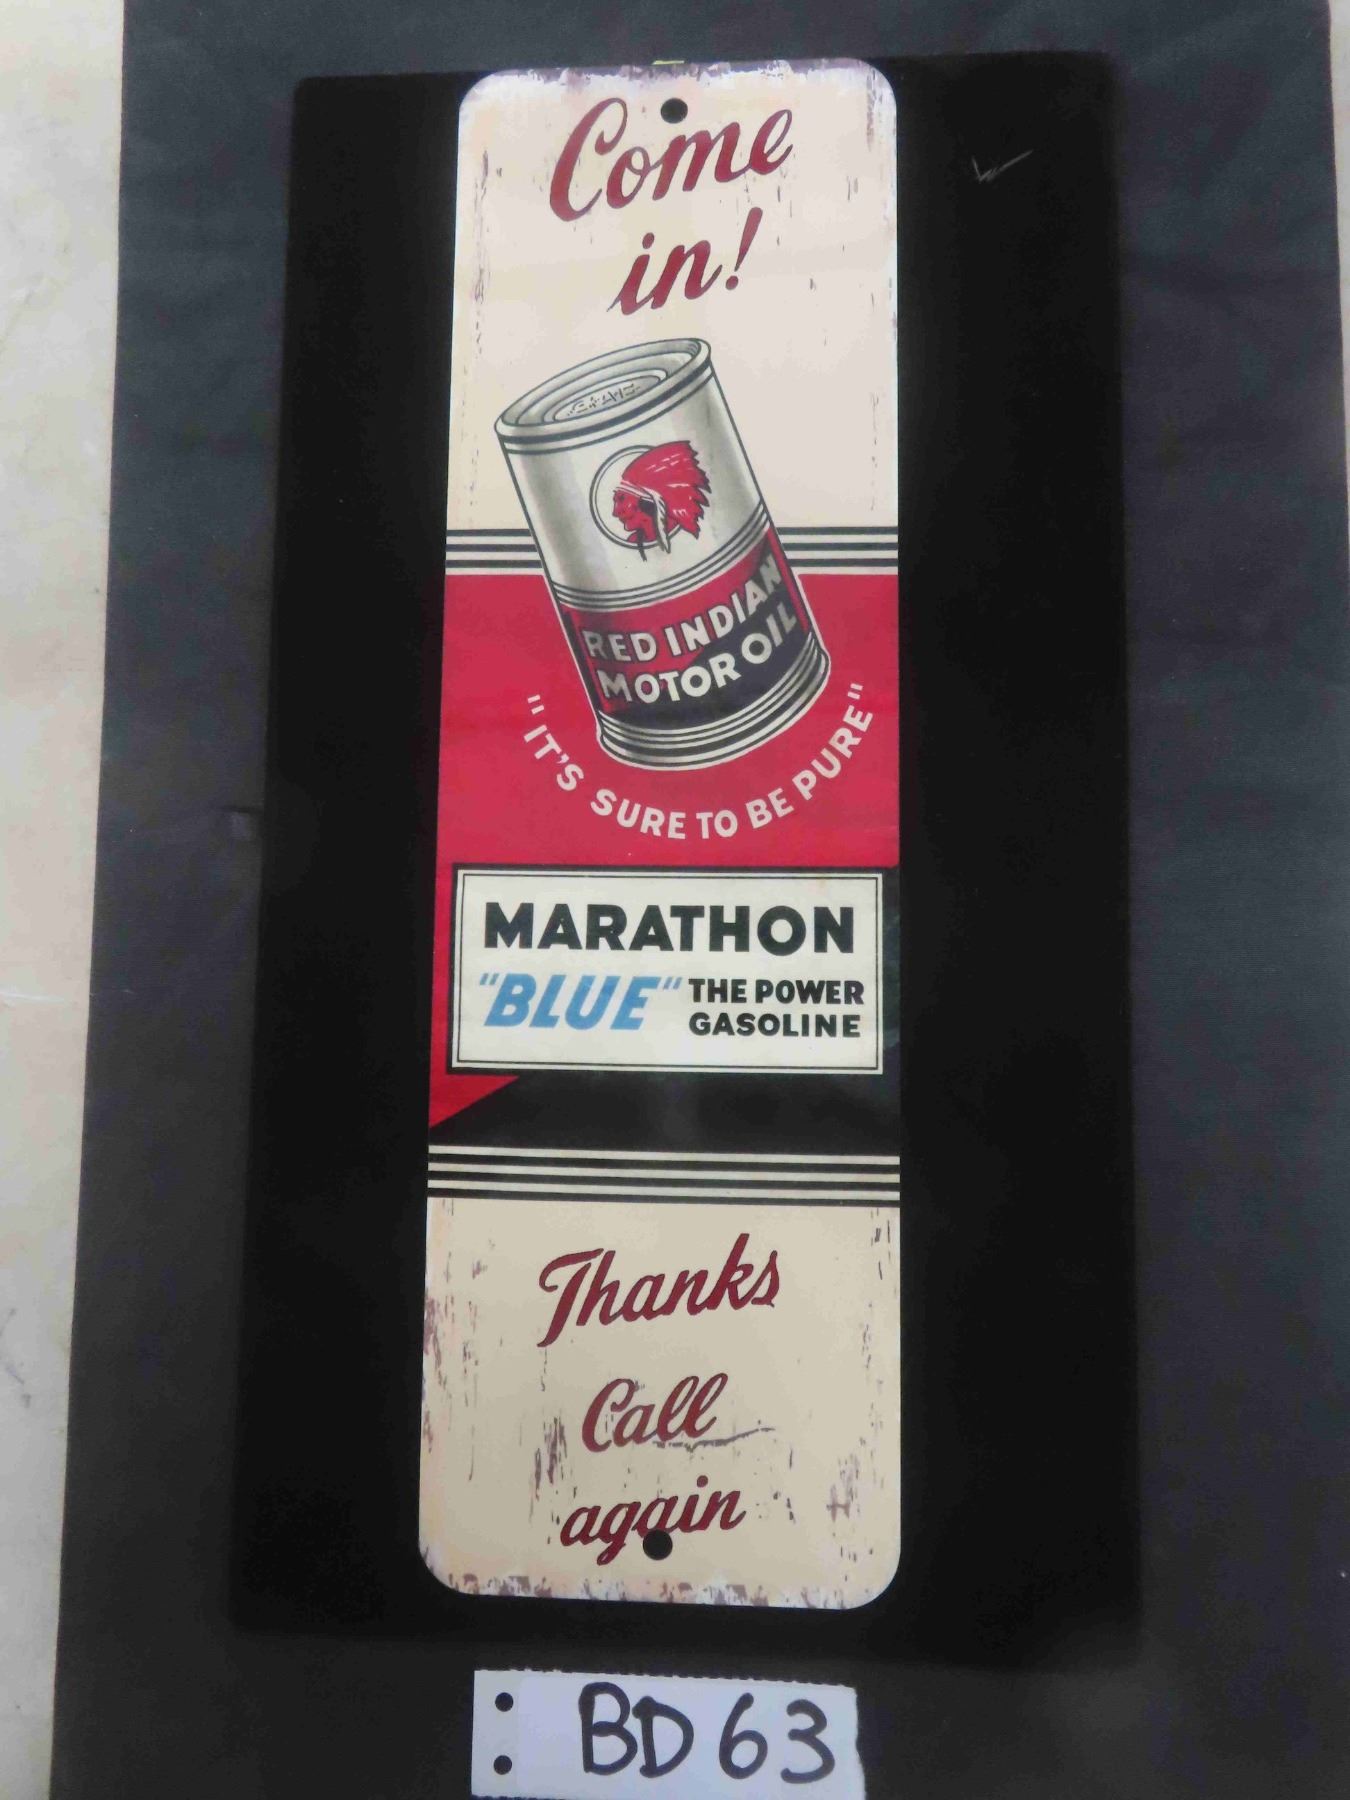 Come
in!
RED INDIAN
MOTOR OIL
"IT'S SURE TO BE PURE"
MARATHON
"BLUE" THE POWER
GASOLINE
Thanks
Call
again
BD63